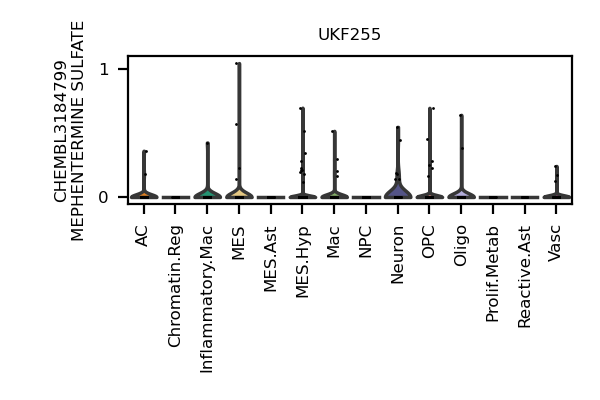 UKF255
CHEMBL3184799
MEPHENTERMINE SULFATE
1
0
AC
Chromatin.Reg
Inflammatory.Mac
MES
MES.Ast
MES.Hyp
Mac
NPC
Neuron
OPC
Oligo
Prolif.Metab
Reactive.Ast
Vasc